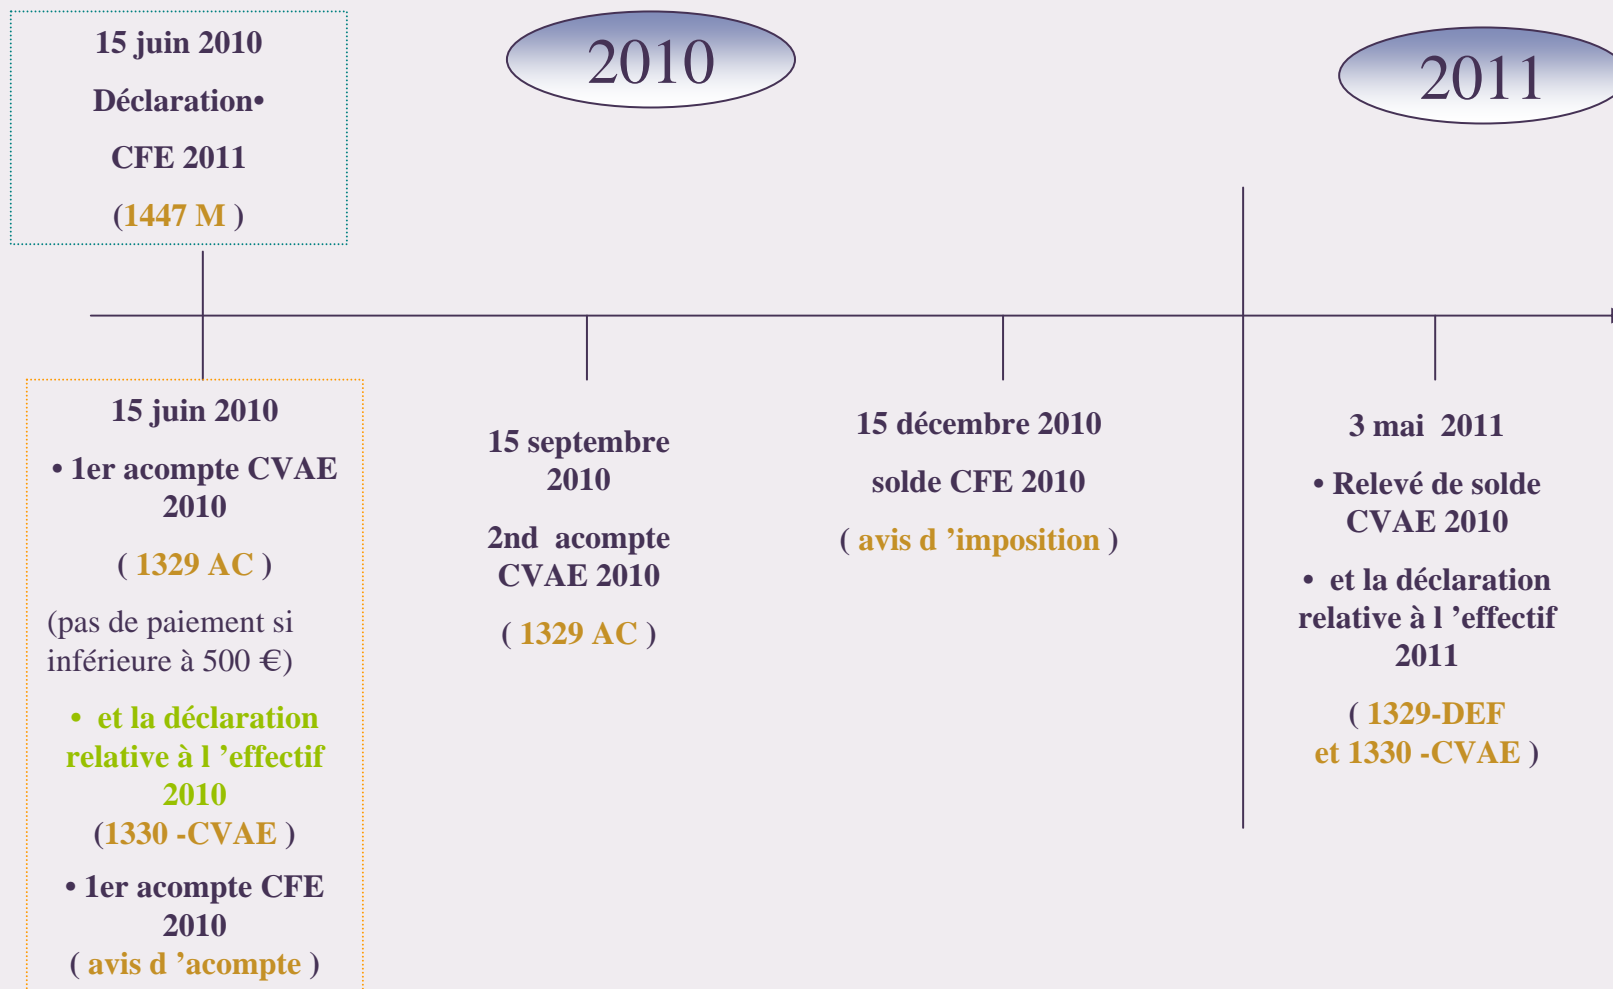 15 juin 2010
Déclaration•
CFE 2011
(1447 M )
2010
2011
15 juin 2010
• 1er acompte CVAE
2010
( 1329 AC )
(pas de paiement si
inférieure à 500 €)
• et la déclaration
relative à l ’effectif
2010
(1330 -CVAE )
• 1er acompte CFE
2010
( avis d ’acompte )
15 septembre
2010
2nd acompte
CVAE 2010
( 1329 AC )
15 décembre 2010
solde CFE 2010
( avis d ’imposition )
3 mai 2011
• Relevé de solde
CVAE 2010
• et la déclaration
relative à l ’effectif
2011
( 1329-DEF
et 1330 -CVAE )